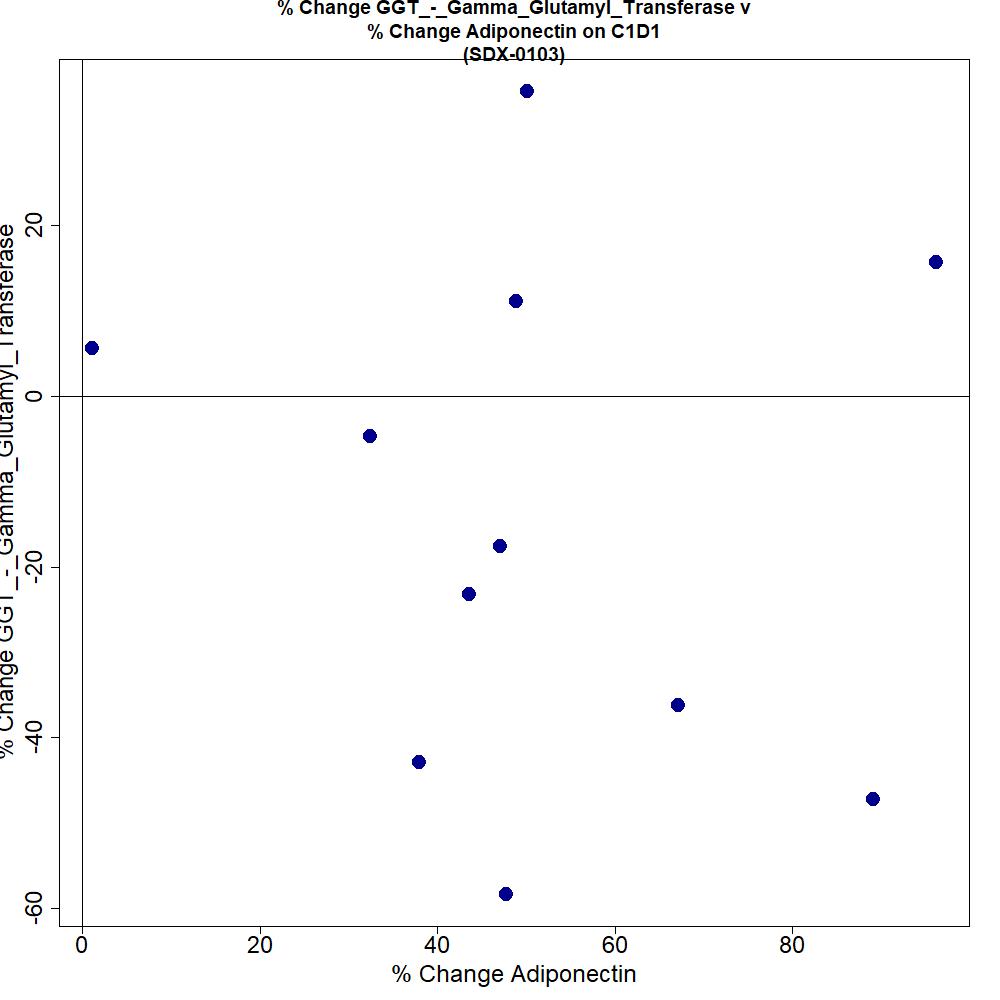 % Change GGT_-_Gamma_Glutamyl_Transferase v
% Change Adiponectin on C1D1
(SDX-0103)
% Change GGT_-_Gamma_Glutamyl_Transferase
20
0
-20
-40
-60
0 20 40 60 80
% Change Adiponectin